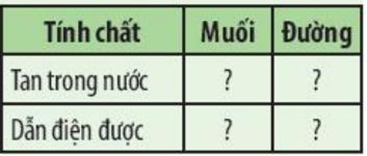 Tính chất Muối Đường
Tan trong nước ? ?
Dẫn điện được ? ?